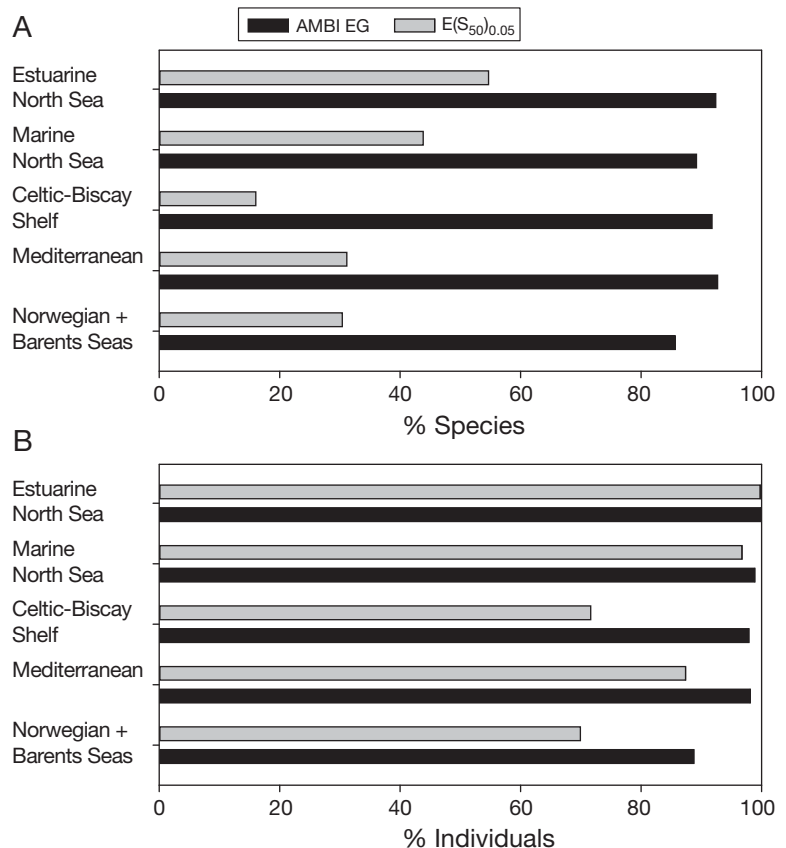 A
AMBI EG E(S50)0.05
Estuarine
North Sea
Marine
North Sea
Celtic-Biscay
Shelf
Mediterranean
Norwegian +
Barents Seas
0 20 40 60 80 100
% Species
B
Estuarine
North Sea
Marine
North Sea
Celtic-Biscay
Shelf
Mediterranean
Norwegian +
Barents Seas
0 20 40 60 80 100
% Individuals